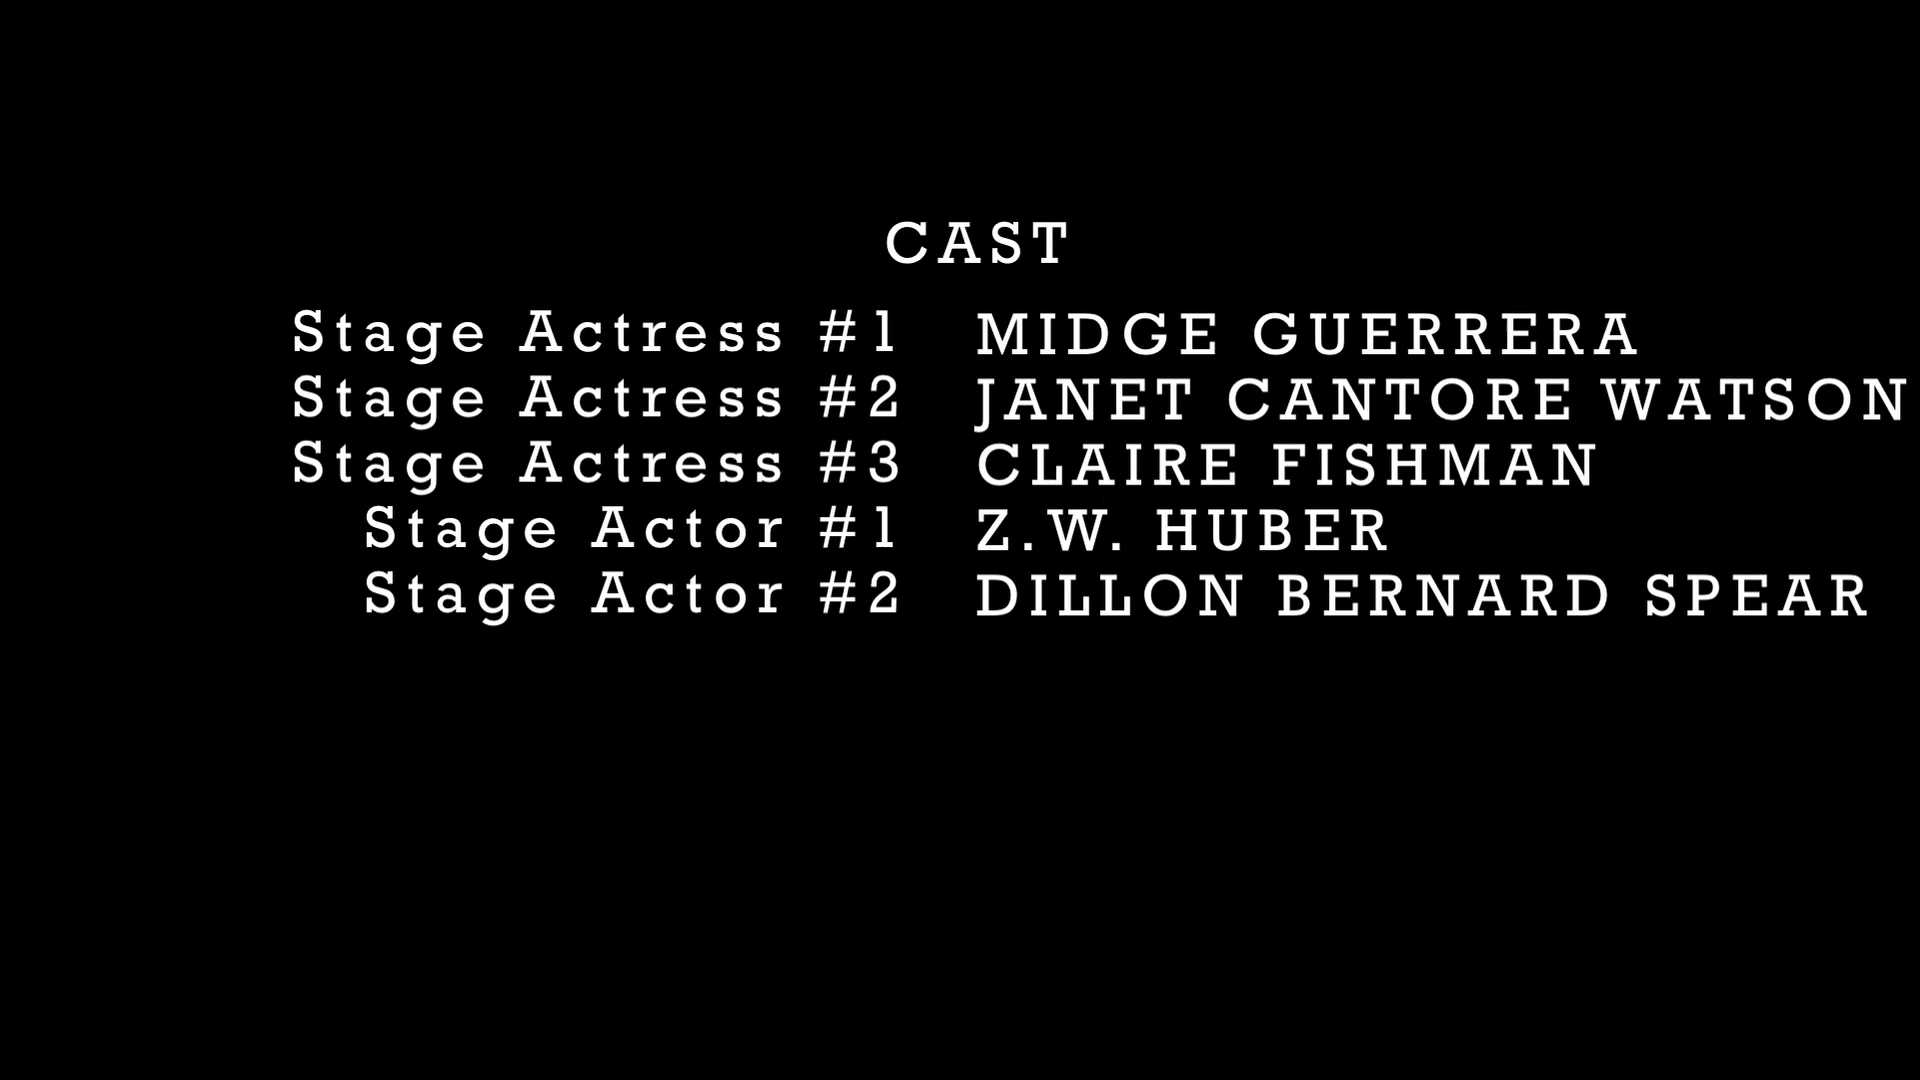 CAST
Stage Actress #1 MIDGE GUERRERA
Stage Actress #2 JANET CANTORE WATSON
Stage Actress #3 CLAIRE FISHMAN
Stage Actor #1 Z.W. HUBER
Stage Actor #2 DILLON BERNARD SPEAR